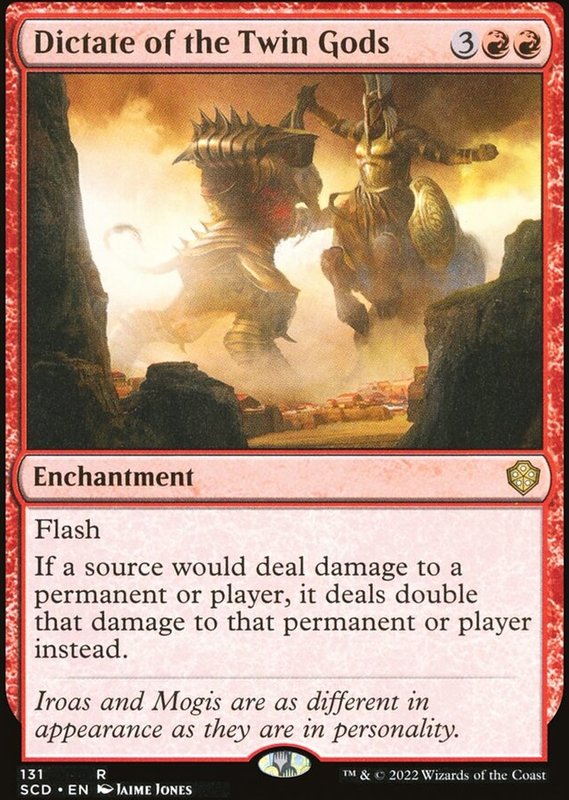 Dictate of the Twin Gods 3
Enchantment
Flash
If a source would deal damage to a
permanent or player, it deals double
that damage to that permanent or player
instead.
Iroas and Mogis are as different in
appearance as they are in personality.
131 R
SCD • EN JAIME JONES
™ & © 2022 Wizards of the Coast